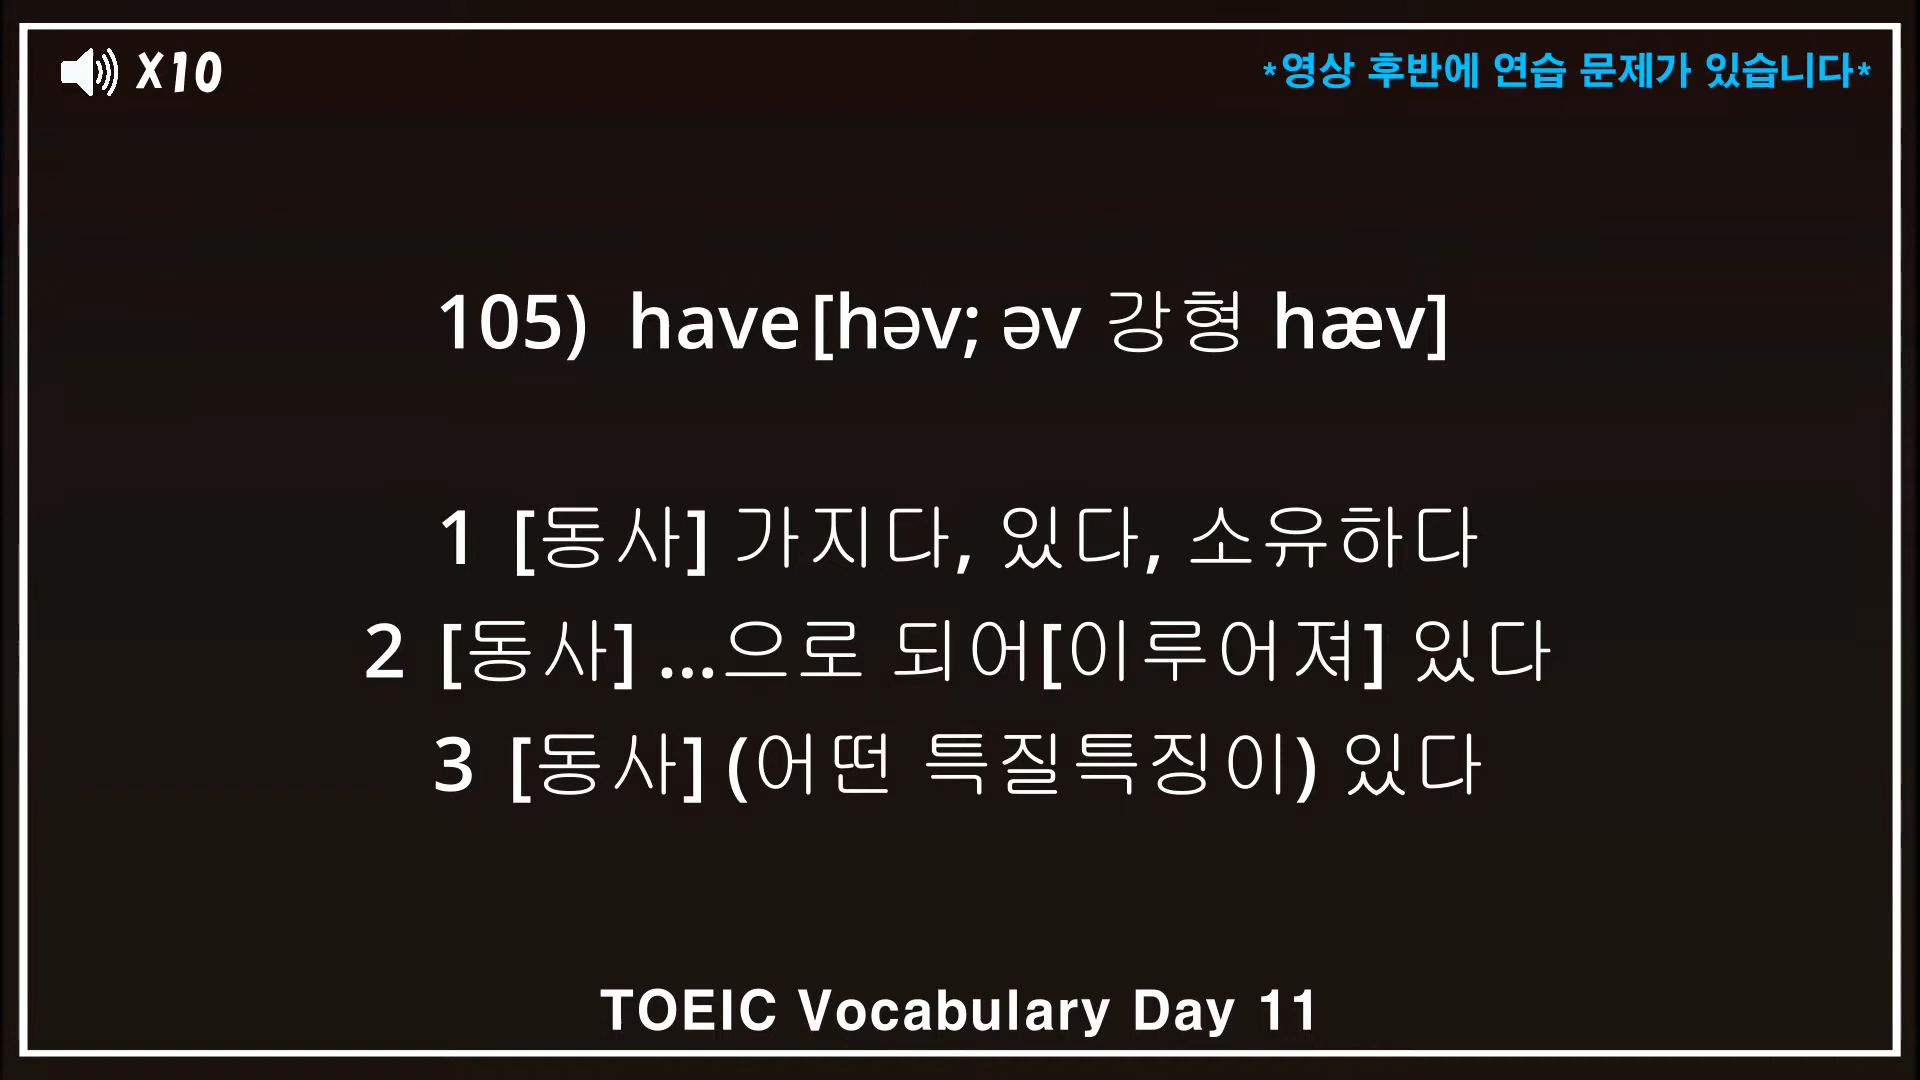 X10
*영상 후반에 연습 문제가 있습니다*
105) have [həv; əv 강형 hæv]
1 [동사] 가지다, 있다, 소유하다
2 [동사] ...으로 되어[이루어져] 있다
3 [동사] (어떤 특질특징이) 있다
TOEIC Vocabulary Day 11